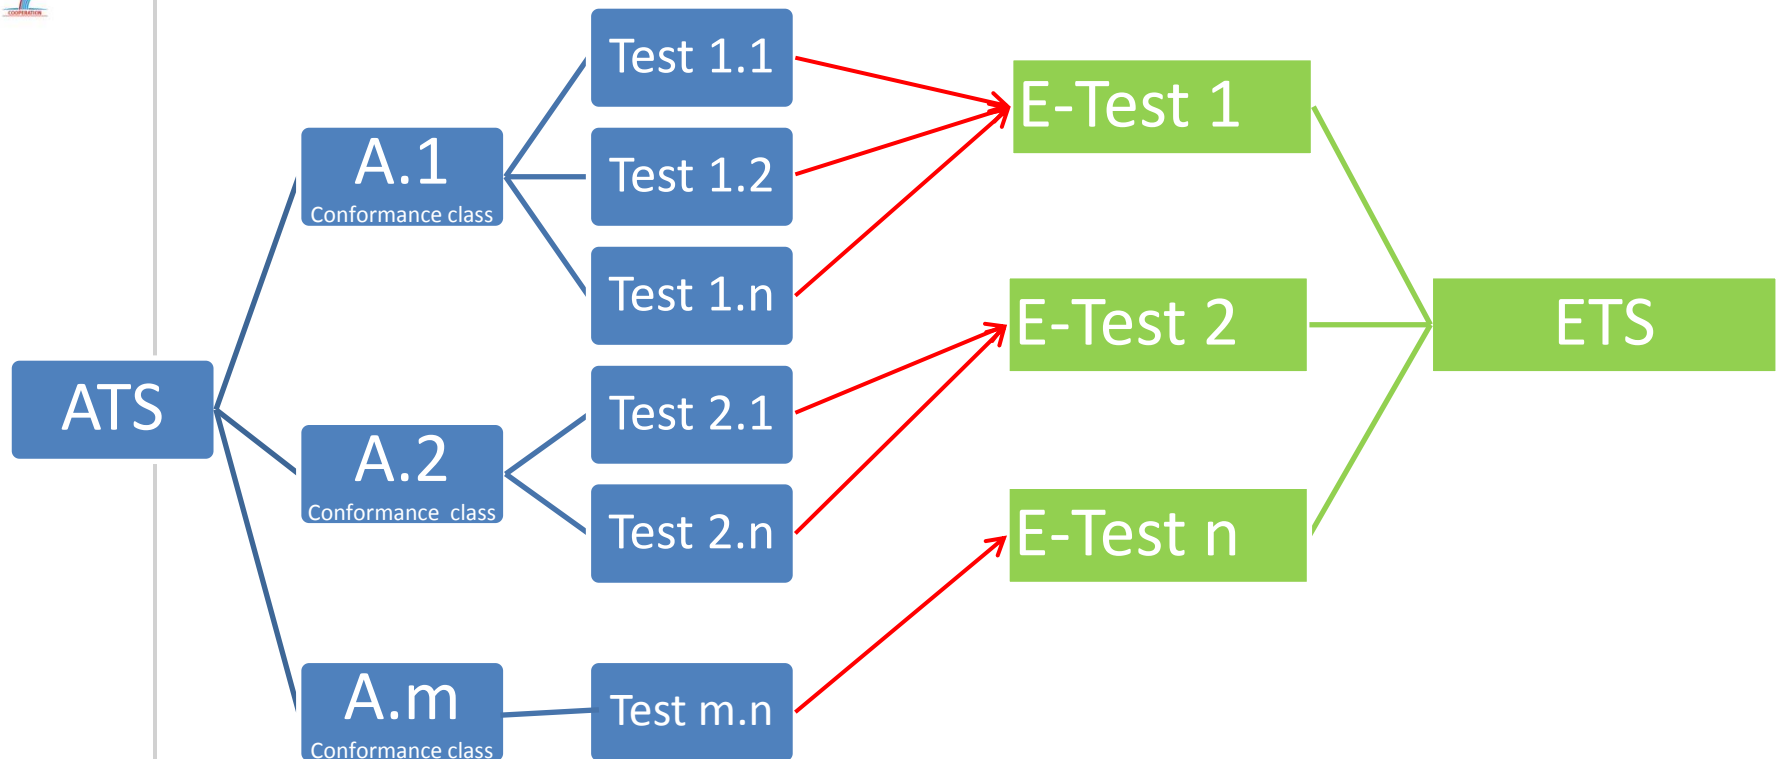 COOPERATION
ATS
A.1
Conformance class
A.2
Conformance class
A.m
Conformance class
Test 1.1
Test 1.2
Test 1.n
Test 2.1
Test 2.n
Test m.n
E-Test 1
E-Test 2
E-Test n
ETS